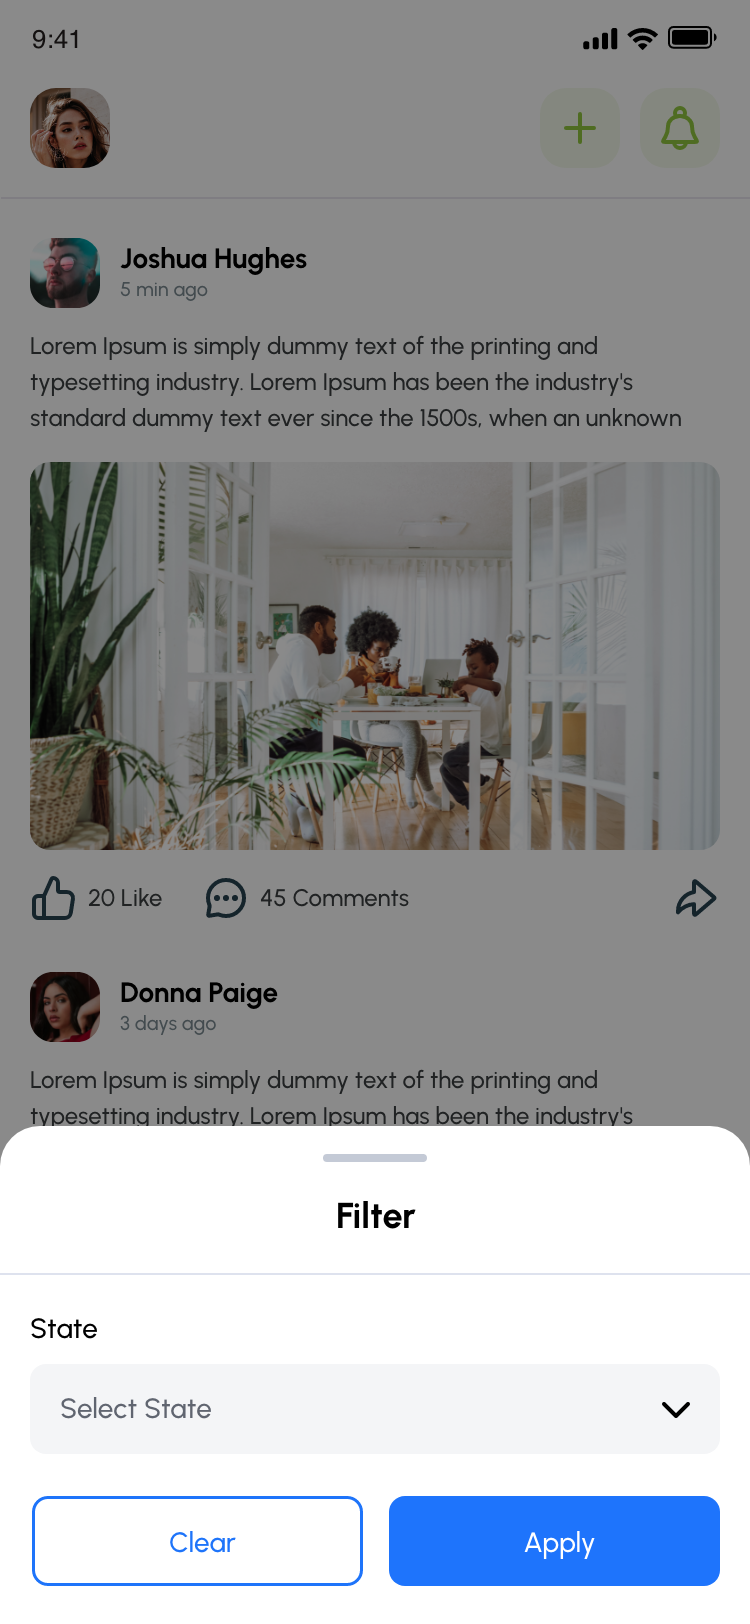 9:41
Joshua Hughes
5 min ago
Lorem Ipsum is simply dummy text of the printing and
typesetting industry. Lorem Ipsum has been the industry's
standard dummy text ever since the 1500s, when an unknown
20 Like
45 Comments
Donna Paige
3 days ago
Lorem Ipsum is simply dummy text of the printing and
typesetting industry. Lorem Ipsum has been the industry's
Filter
State
Select State
Clear
Apply